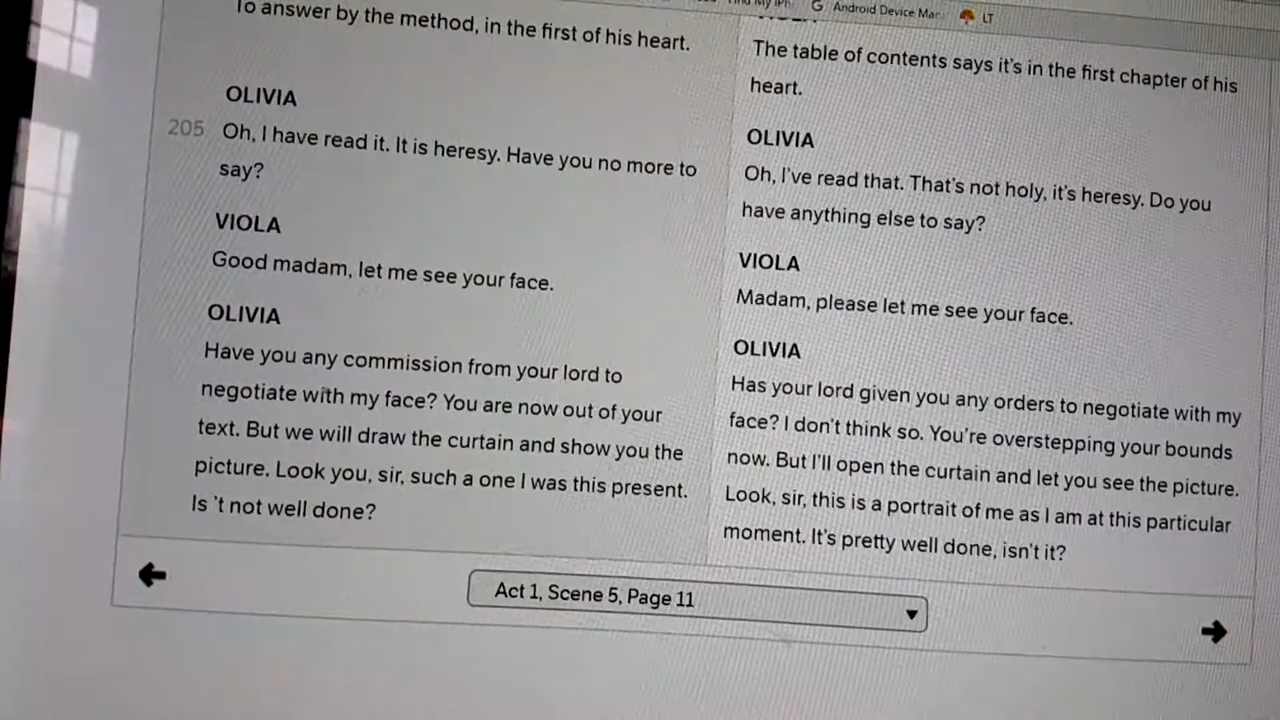 Android Device Mar
LT
To answer by the method, in the first of his heart.
OLIVIA
205 Oh, I have read it. It is heresy. Have you no more to
say?
VIOLA
Good madam, let me see your face.
OLIVIA
Have you any commission from your lord to
negotiate with my face? You are now out of your
text. But we will draw the curtain and show you the
picture. Look you, sir, such a one I was this present.
Is 't not well done?
The table of contents says it's in the first chapter of his
heart.
OLIVIA
Oh, I've read that. That's not holy, it's heresy. Do you
have anything else to say?
VIOLA
Madam, please let me see your face.
OLIVIA
Has your lord given you any orders to negotiate with my
face? I don't think so. You're overstepping your bounds
now. But I'll open the curtain and let you see the picture.
Look, sir, this is a portrait of me as I am at this particular
moment. It's pretty well done, isn't it?
Act 1, Scene 5, Page 11